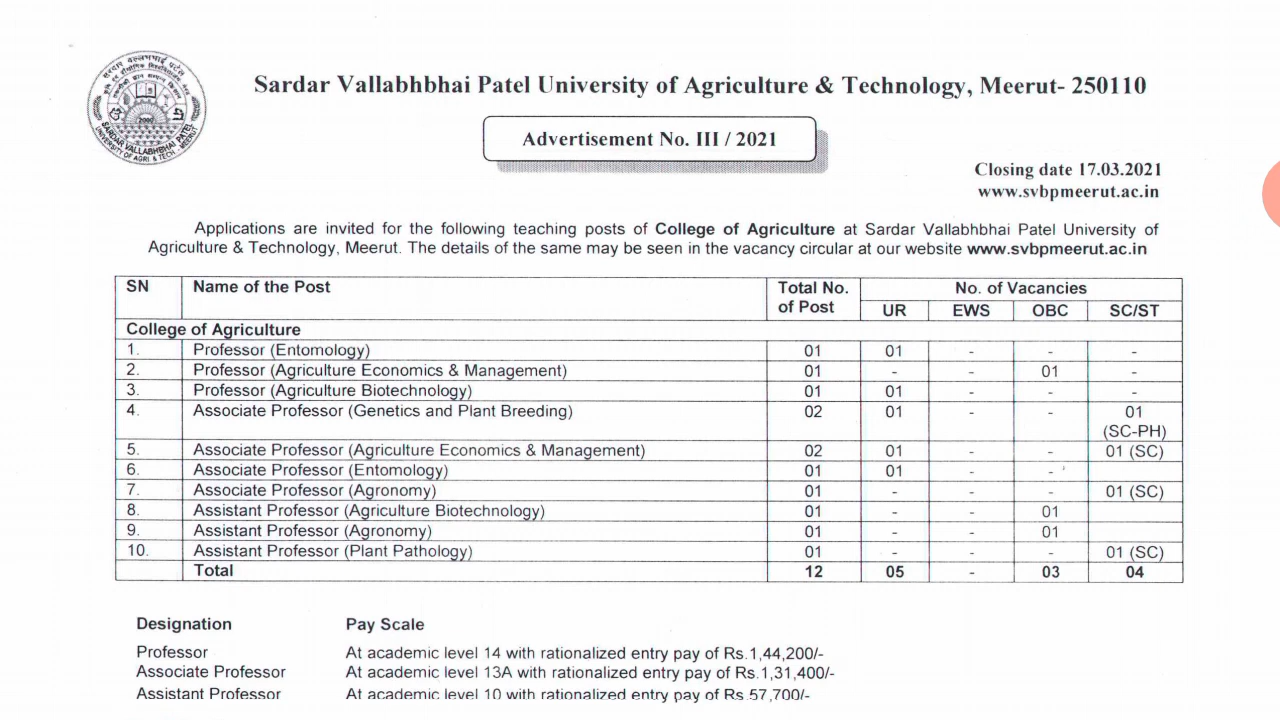 Sardar Vallabhbhai Patel University of Agriculture & Technology, Meerut- 250110
Advertisement No. III / 2021
Closing date 17.03.2021
www.svbpmeerut.ac.in
SARDAR VALLABHBHAI PATEL
UNIVERSITY OF AGRI & TECH - MEERUT
2000
Applications are invited for the following teaching posts of College of Agriculture at Sardar Vallabhbhai Patel University of
Agriculture & Technology, Meerut. The details of the same may be seen in the vacancy circular at our website www.svbpmeerut.ac.in
SN Name of the Post Total No. No. of Vacancies
of Post UR EWS OBC SC/ST
College of Agriculture
1. Professor (Entomology) 01 01 - - -
2. Professor (Agriculture Economics & Management) 01 - - 01 -
3. Professor (Agriculture Biotechnology) 01 01 - - -
4. Associate Professor (Genetics and Plant Breeding) 02 01 - - 01
(SC-PH)
5. Associate Professor (Agriculture Economics & Management) 02 01 - - 01 (SC)
6. Associate Professor (Entomology) 01 01 - -
7. Associate Professor (Agronomy) 01 - - - 01 (SC)
8. Assistant Professor (Agriculture Biotechnology) 01 - - 01
9. Assistant Professor (Agronomy) 01 - - 01
10. Assistant Professor (Plant Pathology) 01 - - - 01 (SC)
Total 12 05 - 03 04
Designation Pay Scale
Professor At academic level 14 with rationalized entry pay of Rs.1,44,200/-
Associate Professor At academic level 13A with rationalized entry pay of Rs.1,31,400/-
Assistant Professor At academic level 10 with rationalized entry pay of Rs.57,700/-